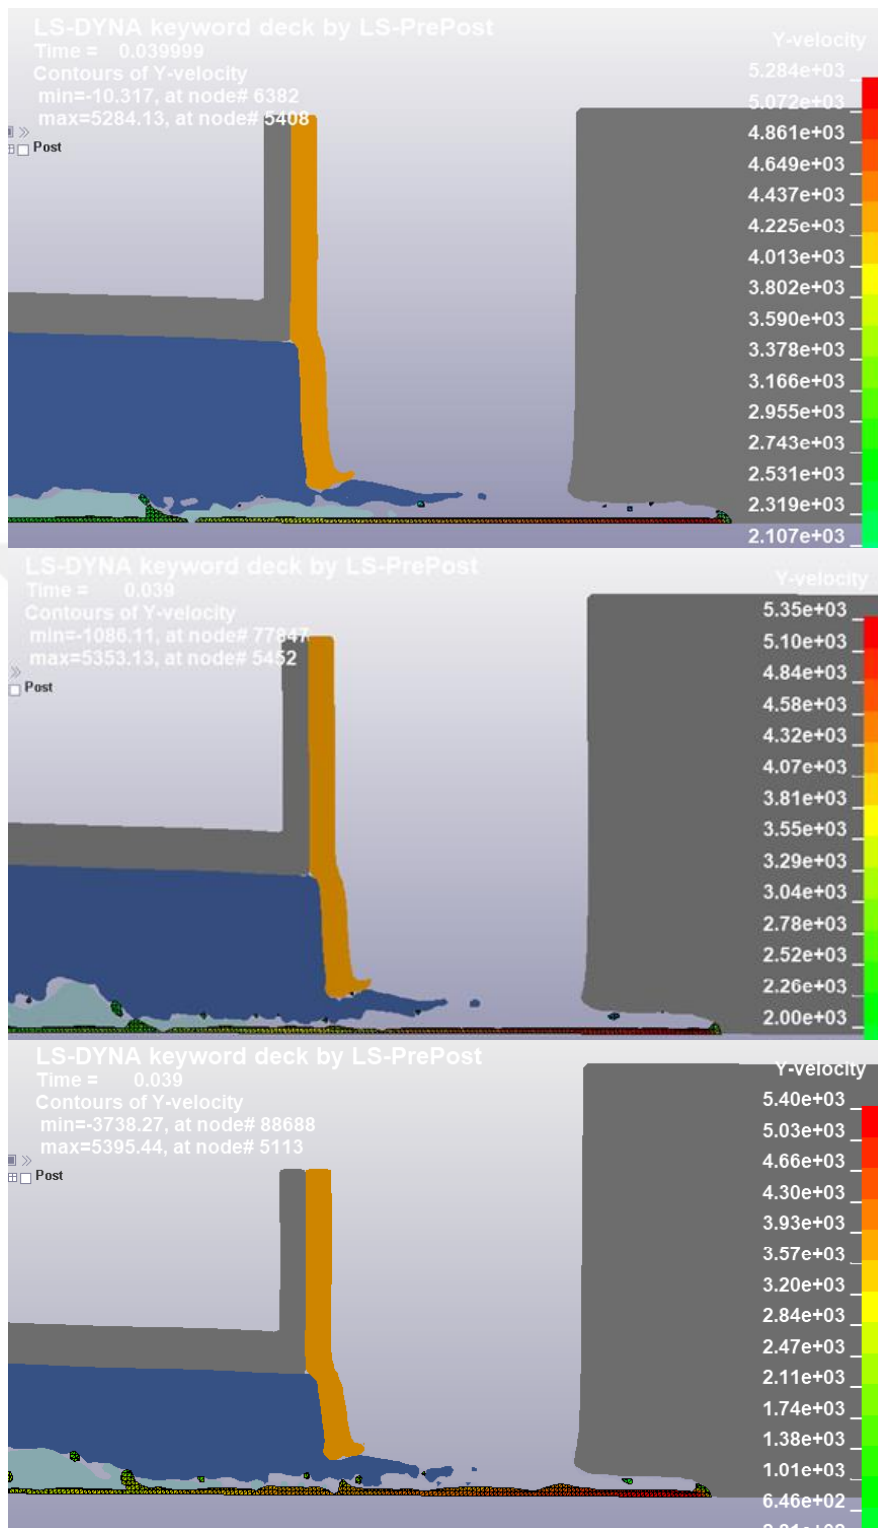 LS-DYNA keyword deck by LS-PrePost
Time = 0.039999
Contours of Y-velocity
min=-10.317, at node# 6382
max=5284.13, at node# 5408
Post
Y-velocity
5.284e+03
5.072e+03
4.861e+03
4.649e+03
4.437e+03
4.225e+03
4.013e+03
3.802e+03
3.590e+03
3.378e+03
3.166e+03
2.955e+03
2.743e+03
2.531e+03
2.319e+03
2.107e+03
LS-DYNA keyword deck by LS-PrePost
Time = 0.039
Contours of Y-velocity
min=-1086.11, at node# 77847
max=5353.13, at node# 5452
Post
Y-velocity
5.35e+03
5.10e+03
4.84e+03
4.58e+03
4.32e+03
4.07e+03
3.81e+03
3.55e+03
3.29e+03
3.04e+03
2.78e+03
2.52e+03
2.26e+03
2.00e+03
LS-DYNA keyword deck by LS-PrePost
Time = 0.039
Contours of Y-velocity
min=-3738.27, at node# 88688
max=5395.44, at node# 5113
Post
Y-velocity
5.40e+03
5.03e+03
4.66e+03
4.30e+03
3.93e+03
3.57e+03
3.20e+03
2.84e+03
2.47e+03
2.11e+03
1.74e+03
1.38e+03
1.01e+03
6.46e+02